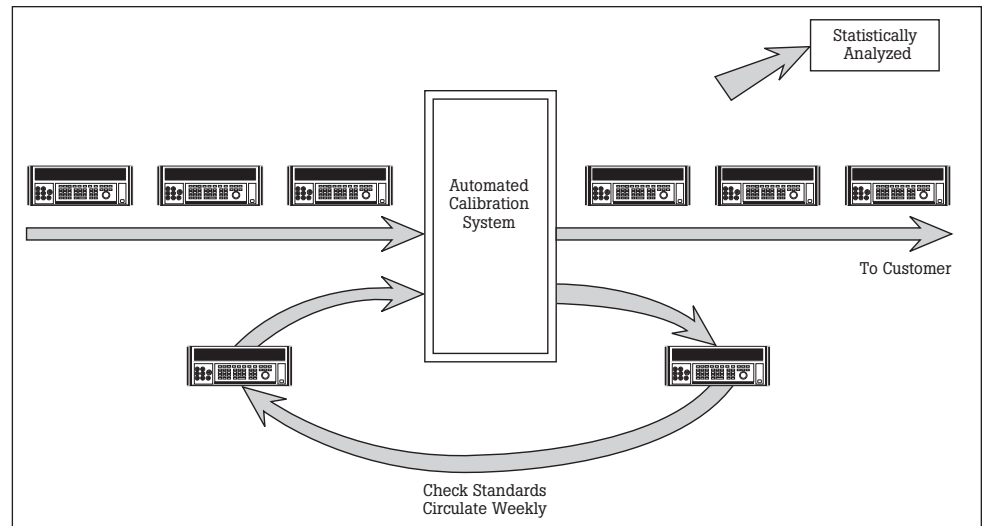 Statistically
Analyzed
Automated
Calibration
System
To Customer
Check Standards
Circulate Weekly